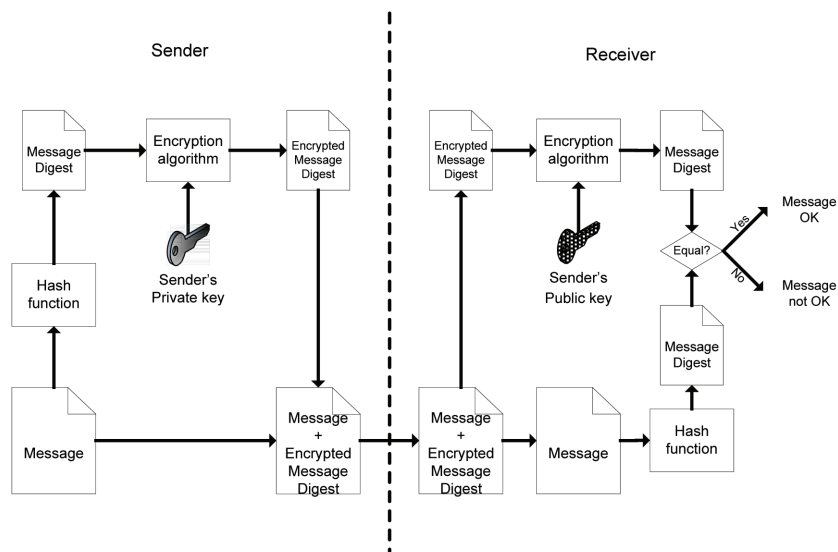 Sender
Receiver
Message
Digest
Encryption
algorithm
Encrypted
Message
Digest
Sender's
Private key
Hash
function
Message
Message
+
Encrypted
Message
Digest
Encrypted
Message
Digest
Encryption
algorithm
Message
Digest
Sender's
Public key
Equal?
Yes
No
Message
OK
Message
not OK
Message
Digest
Message
+
Encrypted
Message
Digest
Message
Hash
function